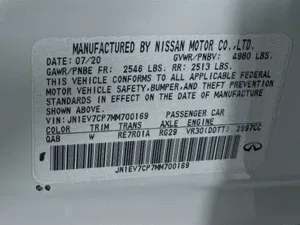 MANUFACTURED BY NISSAN MOTOR CO.,LTD.
DATE: 07/20 GVWR/PNBV: 4980 LBS.
GAWR/PNBE FR: 2546 LBS. RR: 2513 LBS.
THIS VEHICLE CONFORMS TO ALL APPLICABLE
FEDERAL MOTOR VEHICLE SAFETY,BUMPER,AND THEFT
PREVENTION STANDARDS IN EFFECT ON THE DATE OF
MANUFACTURE SHOWN ABOVE.
V.I.N. : JN1EV7CP7MM700169 PASSENGER CAR
COLOR TRIM TRANS AXLE ENGINE
QAB W RE7R01A RG29 VR30(DDTT) 2997CC
JN1EV7CP7MM700169
INFINITI